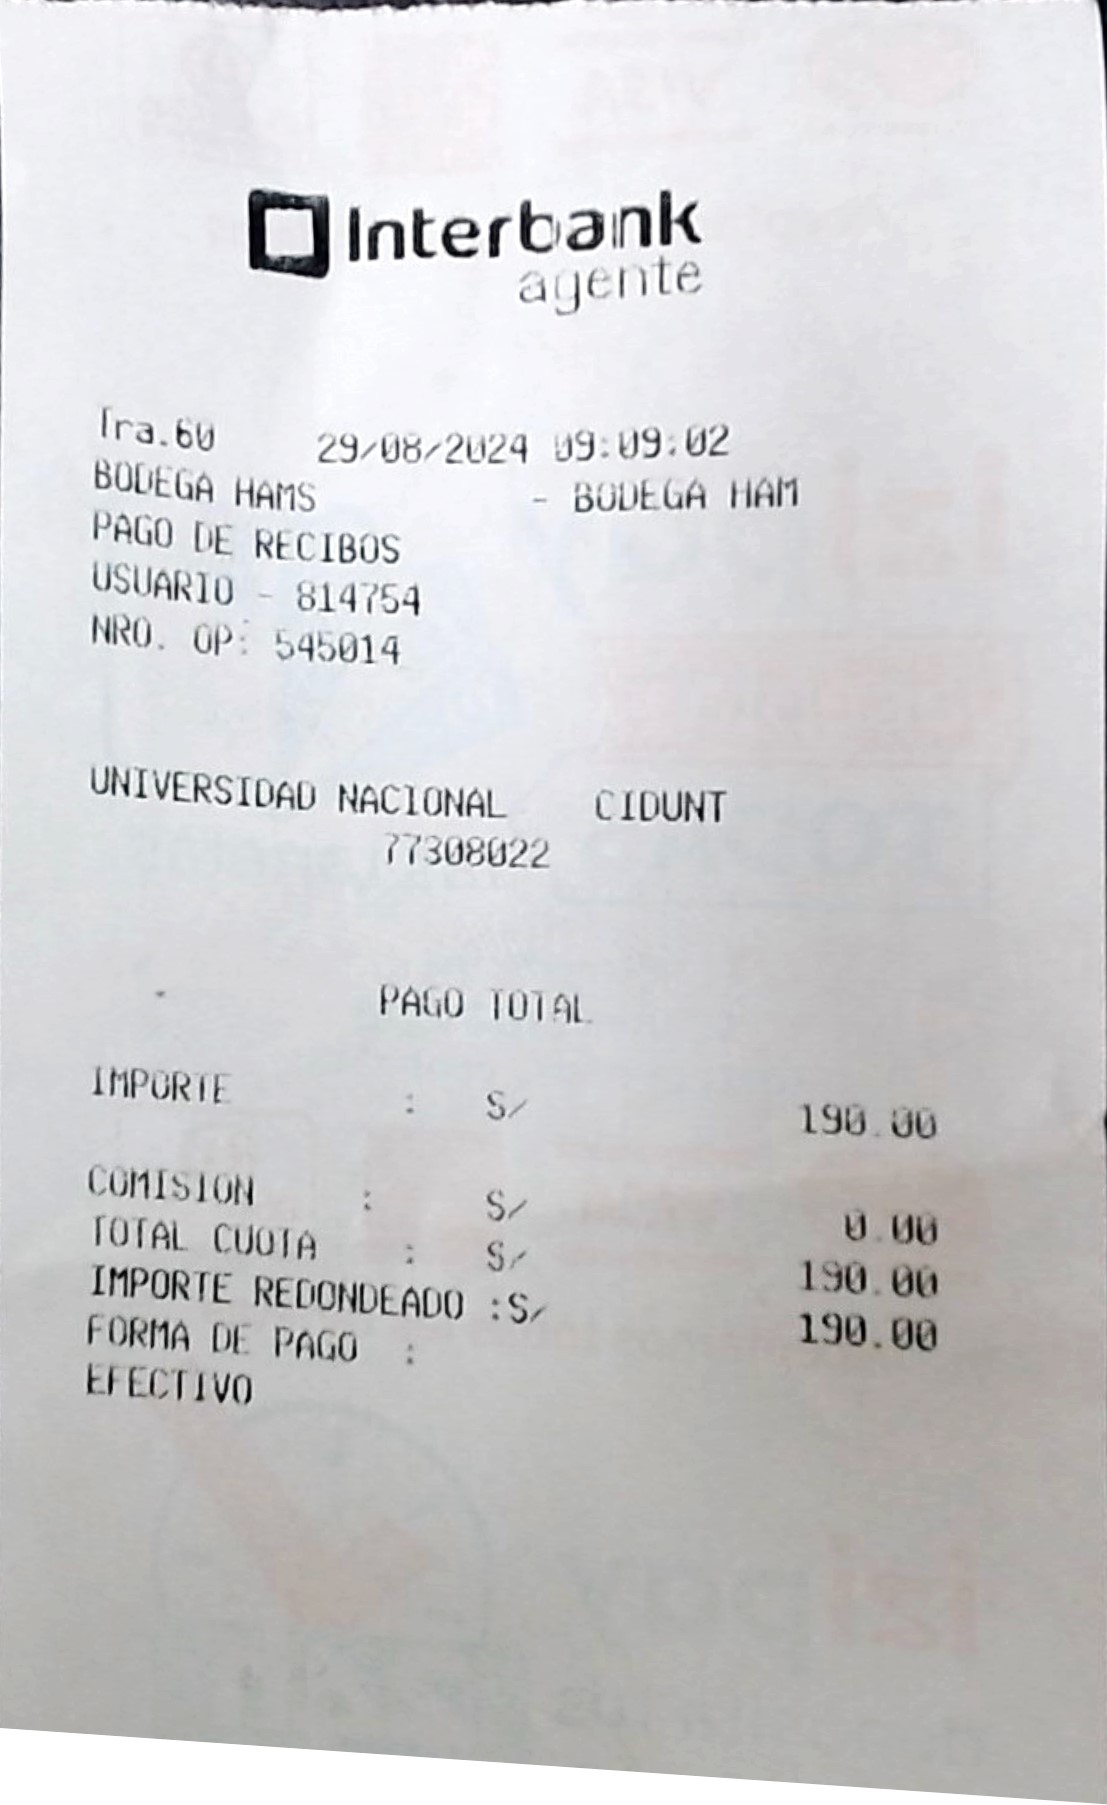 Interbank
agente
Tra.60 29/08/2024 09:09:02
BODEGA HAMS - BODEGA HAM
PAGO DE RECIBOS
USUARIO - 814754
NRO. OP: 545014
UNIVERSIDAD NACIONAL CIDUNT
77308022
PAGO TOTAL
IMPORTE : S/ 190.00
COMISION : S/ 0.00
TOTAL CUOTA : S/ 190.00
IMPORTE REDONDEADO :S/ 190.00
FORMA DE PAGO :
EFECTIVO